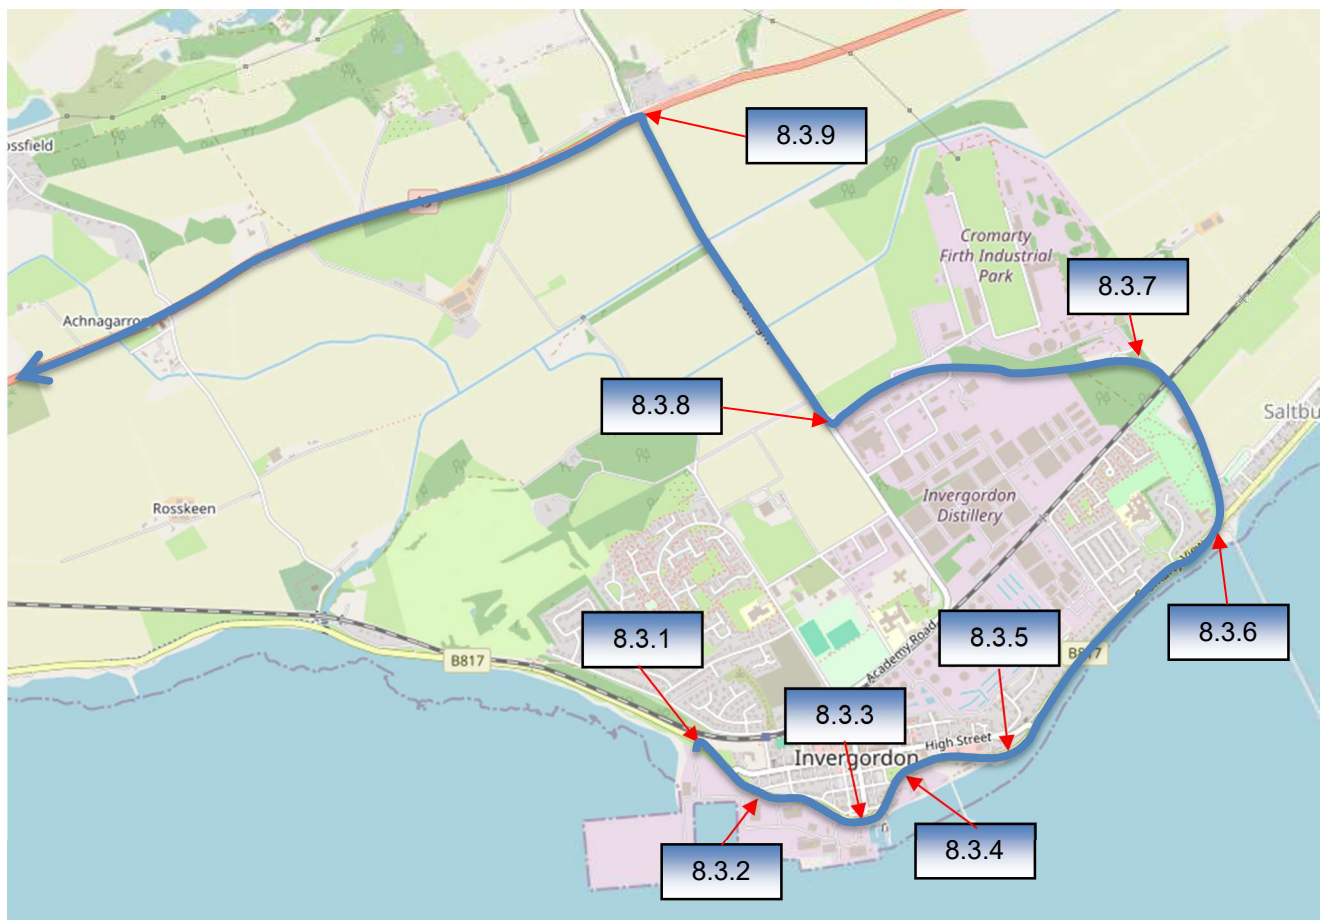 8.3.9
ossfield
Cromarty
Firth Industrial
Park
8.3.7
Achnagarron
8.3.8
Saltbu
Invergordon
Distillery
Rosskeen
8.3.1
8.3.5
8.3.6
Academy Road
B817
B817
8.3.3
High Street
Invergordon
8.3.4
8.3.2